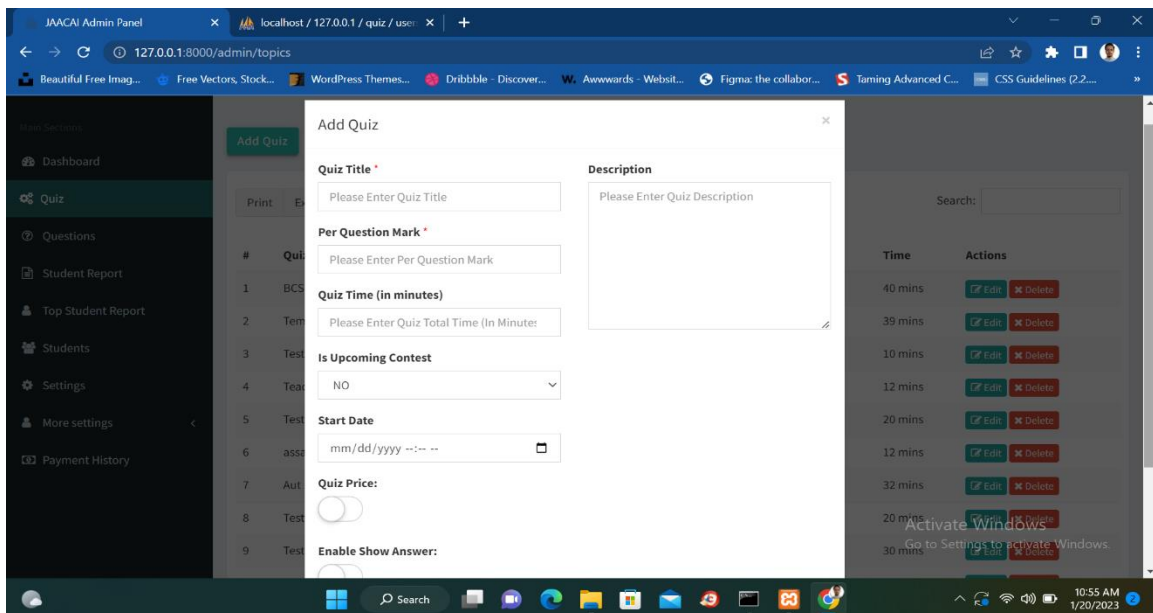 JAACAI Admin Panel
localhost / 127.0.0.1 / quiz / user
127.0.0.1:8000/admin/topics
Beautiful Free Imag...
Free Vectors, Stock...
WordPress Themes...
Dribbble - Discover...
W. Awwwards - Websit...
Figma: the collabor...
Taming Advanced C...
CSS Guidelines (2.2....
Main Sections
Dashboard
Quiz
Questions
Student Report
Top Student Report
Students
Settings
More settings
Payment History
Add Quiz
Print
Search:
# Time Actions
1 BCS 40 mins Edit Delete
2 Tem 39 mins Edit Delete
3 Test 10 mins Edit Delete
4 Teac 12 mins Edit Delete
5 Test 20 mins Edit Delete
6 assa 12 mins Edit Delete
7 Aut 32 mins Edit Delete
8 Test 20 mins Edit Delete
9 Test 30 mins Edit Delete
Add Quiz ×
Quiz Title *
Please Enter Quiz Title
Per Question Mark *
Please Enter Per Question Mark
Quiz Time (in minutes)
Please Enter Quiz Total Time (In Minutes
Is Upcoming Contest
NO
Start Date
mm/dd/yyyy --:-- --
Quiz Price:
Enable Show Answer:
Description
Please Enter Quiz Description
Activate Windows
Go to Settings to activate Windows.
Search
10:55 AM
1/20/2023
2